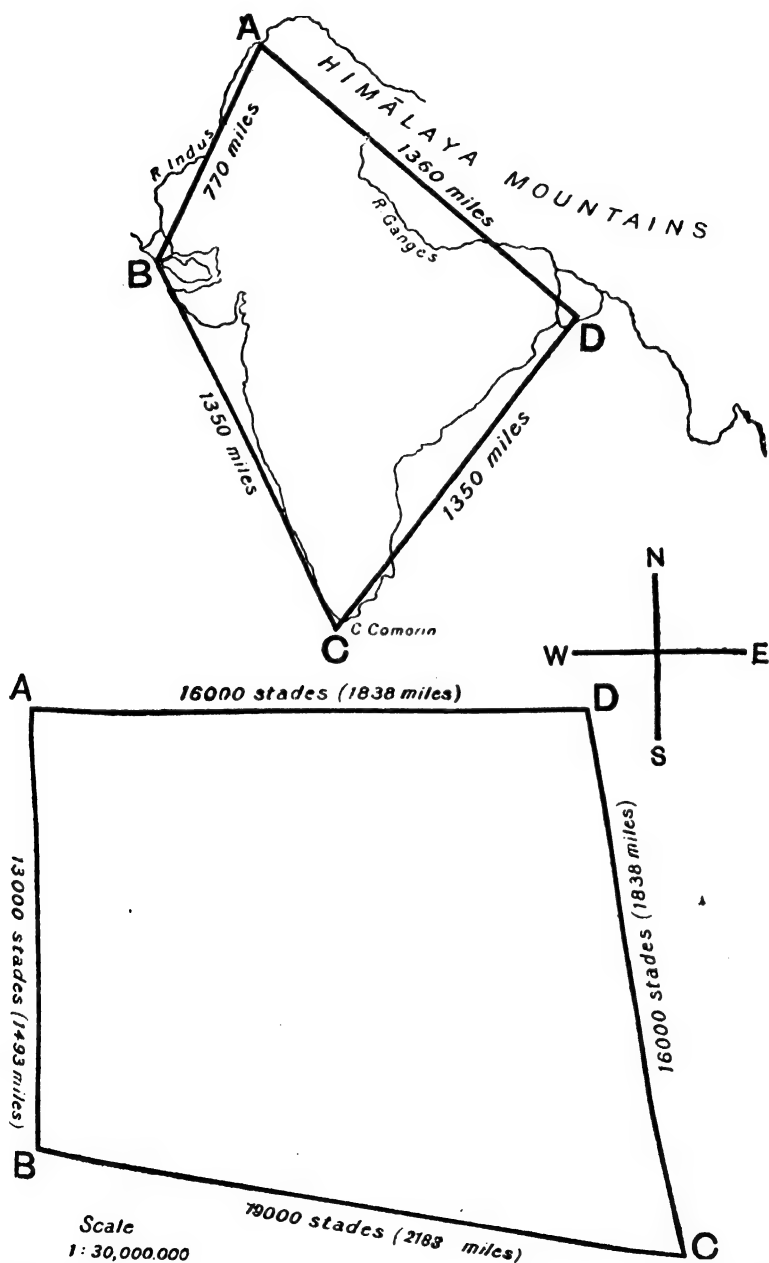 A
HIMĀLAYA MOUNTAINS
R Indus
770 miles
1360 miles
R Ganges
B
D
1350 miles
1350 miles
C
C Comorin
N
W
E
S
A
16000 stades (1838 miles)
D
13000 stades (1493 miles)
16000 stades (1838 miles)
B
19000 stades (2183 miles)
C
Scale
1:30,000.000